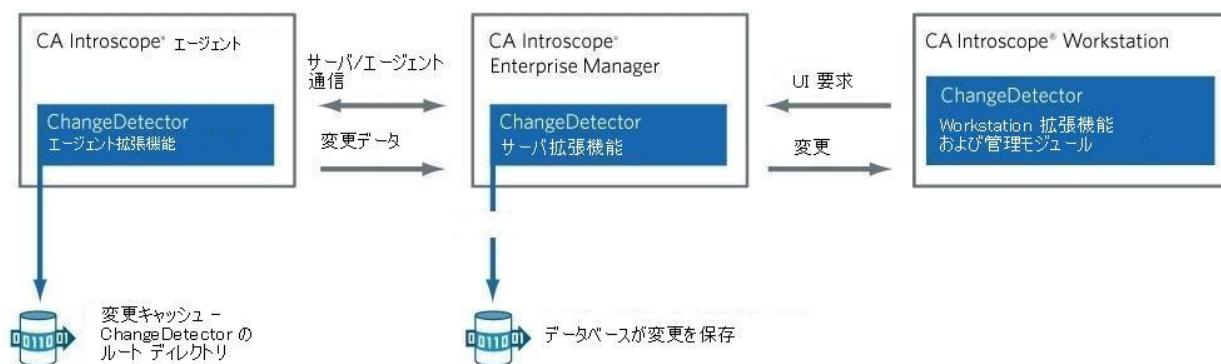 CA Introscope® エージェント
ChangeDetector
エージェント拡張機能
サーバ/エージェント
通信
変更データ
CA Introscope®
Enterprise Manager
ChangeDetector
サーバ拡張機能
UI 要求
変更
CA Introscope® Workstation
ChangeDetector
Workstation 拡張機能
および管理モジュール
変更キャッシュ –
ChangeDetector の
ルート ディレクトリ
データベースが変更を保存
001101
001101